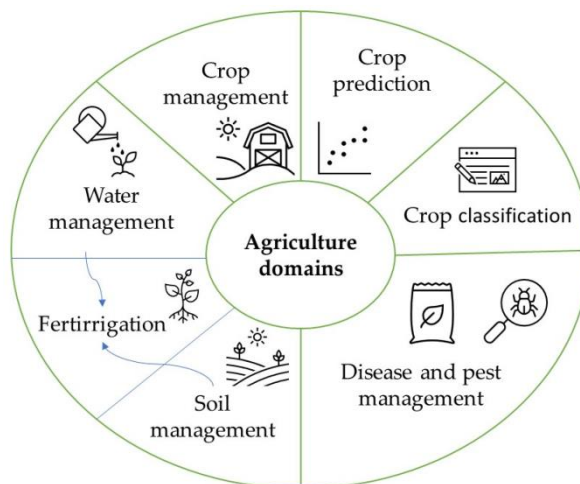 Crop
management
Crop
prediction
Water
management
Crop classification
Agriculture
domains
Fertirrigation
Disease and pest
management
Soil
management